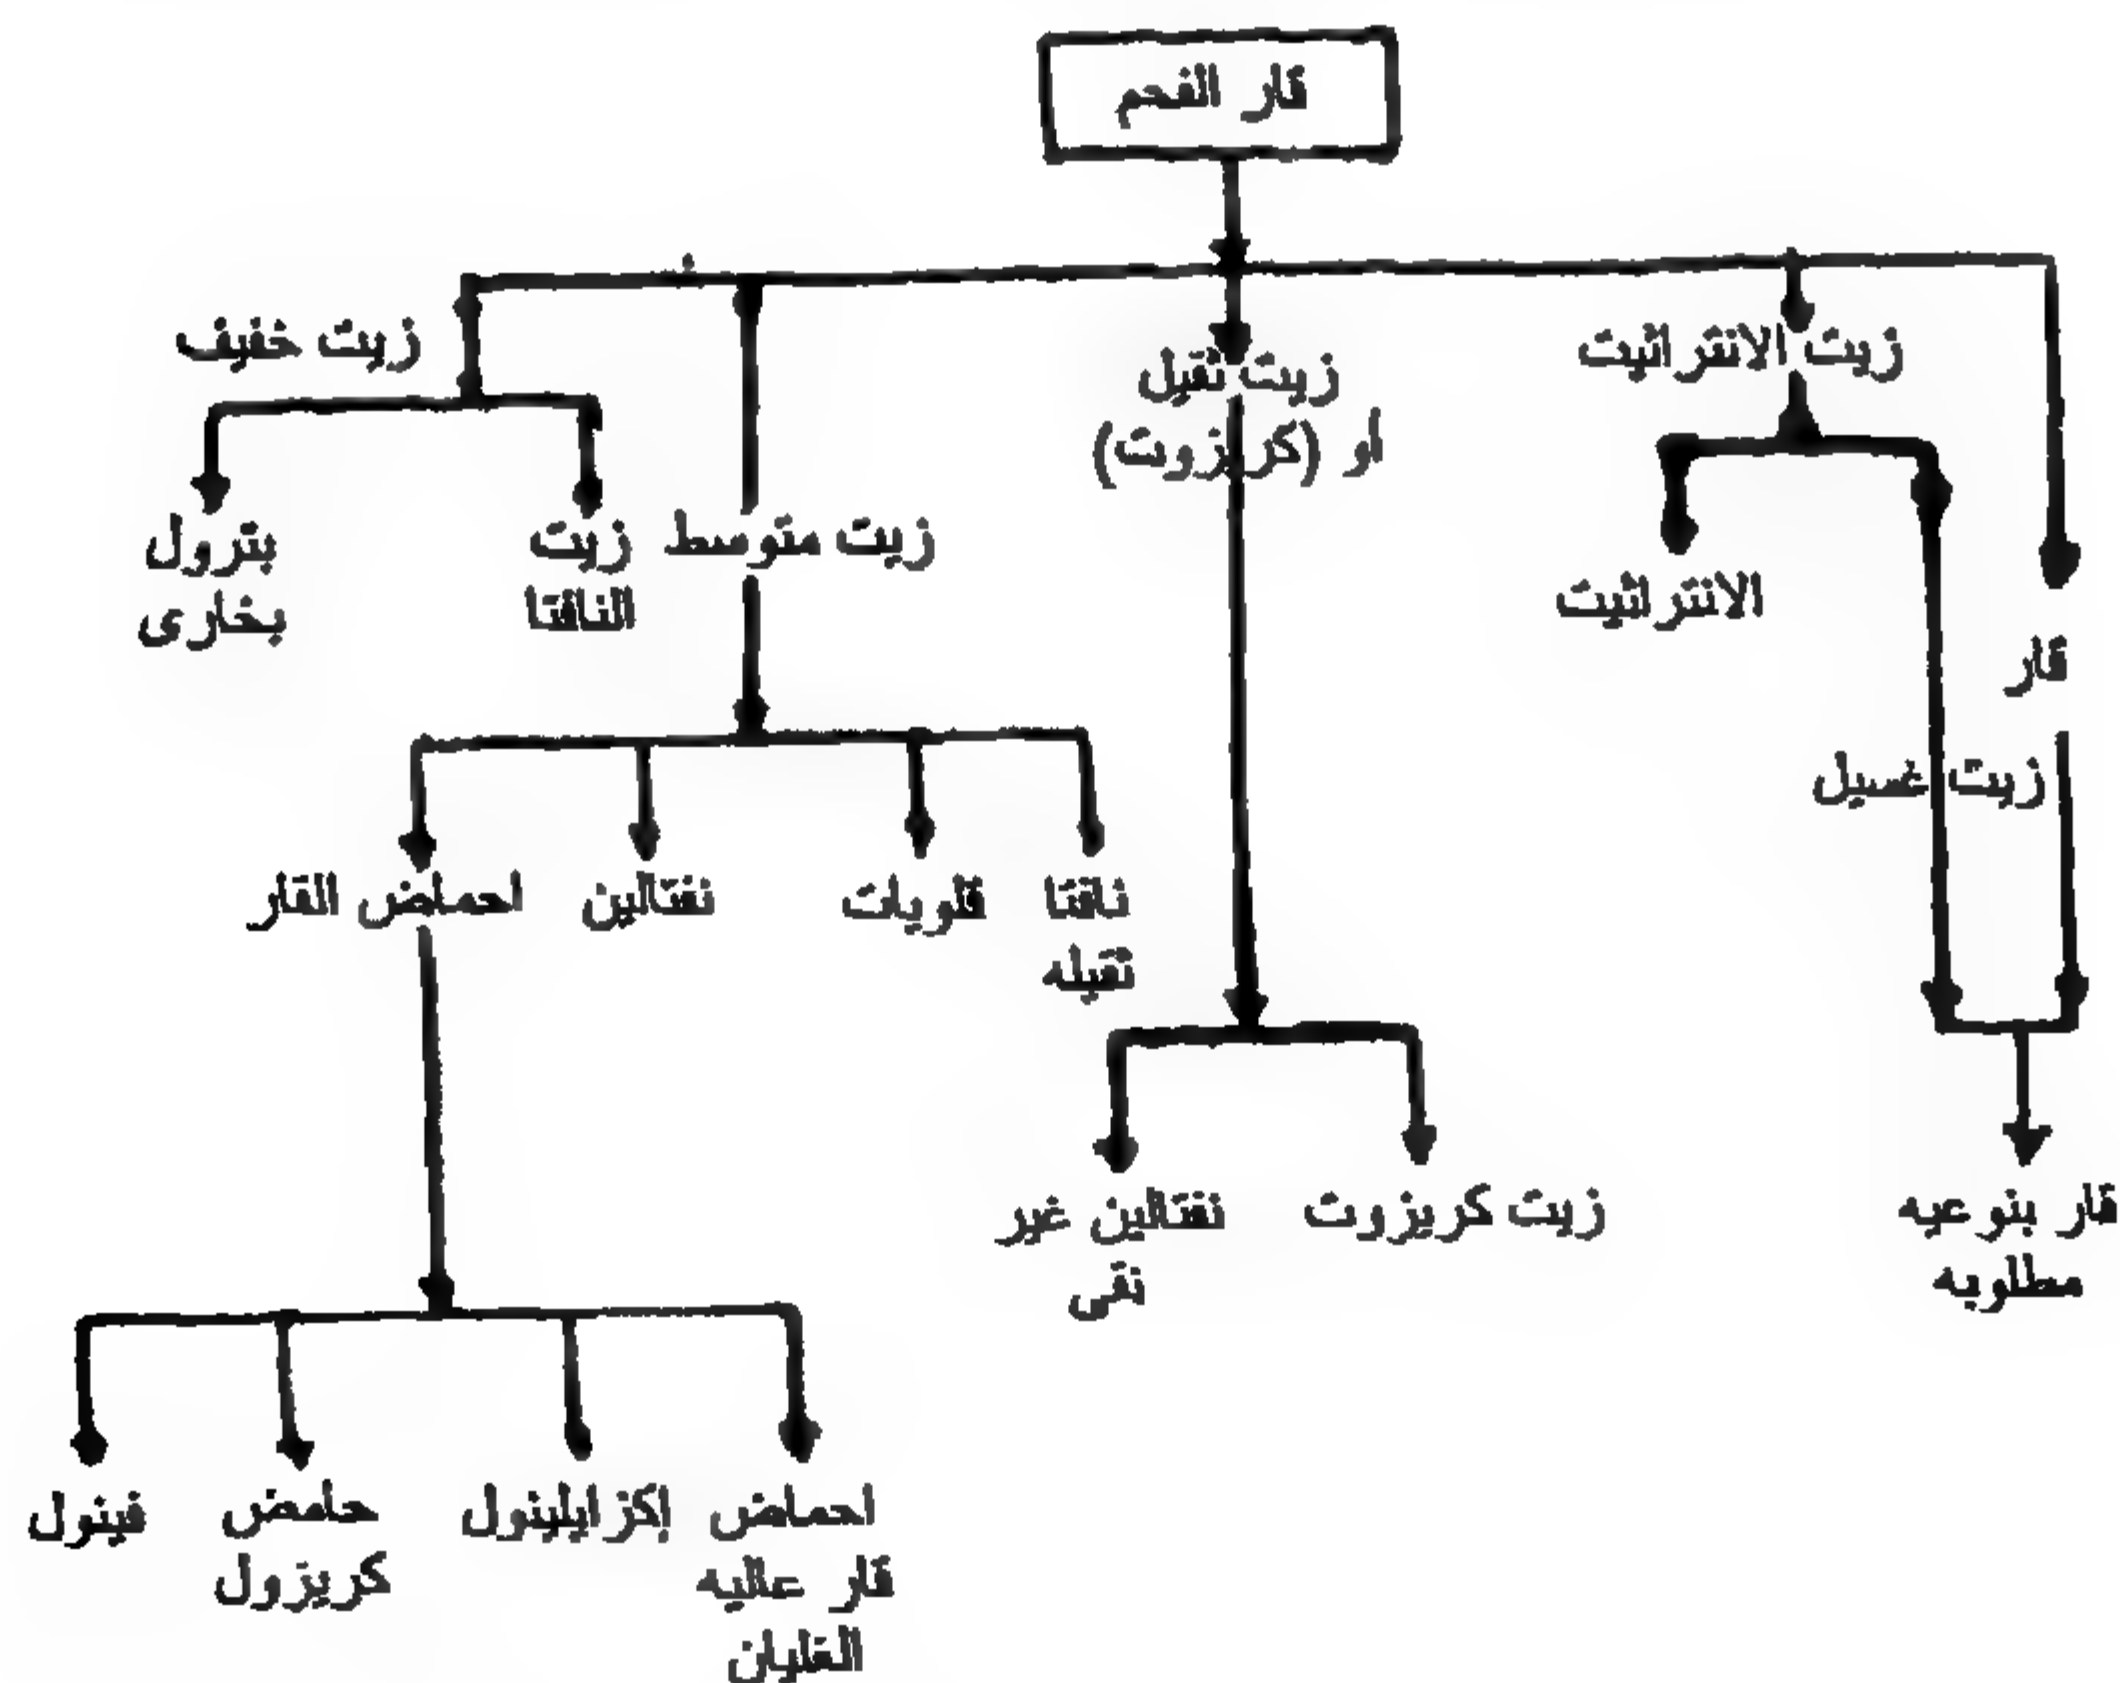 قار الفحم
زيت الانتراثيت
زيت ثقيل
او (كريزوت)
زيت خفيف
قار
الانتراثيت
زيت متوسط
زيت
النافتا
بترول
بخارى
زيت غسيل
نافتا
ثقيله
قلويات
نفتالين
احماض القار
قار بنوعيه
مطلوبه
زيت كريزوت
نفتالين غير
نقى
احماض
قار عاليه
الغليان
إكزايلينول
حامض
كريزول
فينول